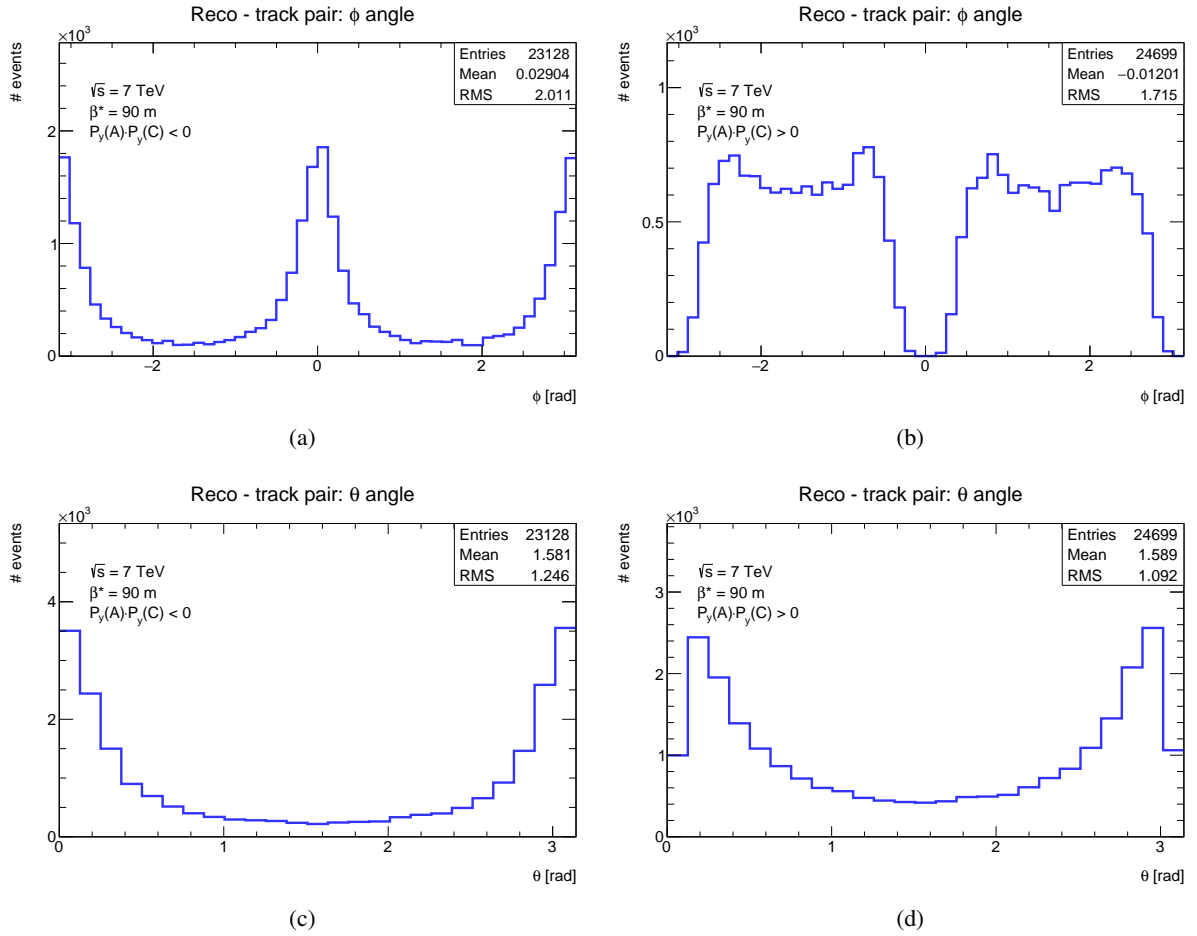 Reco - track pair: ϕ angle
×10³
# events
Entries 23128
Mean 0.02904
RMS 2.011
√s = 7 TeV
β* = 90 m
P_y(A)·P_y(C) < 0
2
1
0
−2 0 2
ϕ [rad]
(a)
Reco - track pair: ϕ angle
×10³
# events
Entries 24699
Mean −0.01201
RMS 1.715
√s = 7 TeV
β* = 90 m
P_y(A)·P_y(C) > 0
1
0.5
0
−2 0 2
ϕ [rad]
(b)
Reco - track pair: θ angle
×10³
# events
Entries 23128
Mean 1.581
RMS 1.246
√s = 7 TeV
β* = 90 m
P_y(A)·P_y(C) < 0
4
2
0
0 1 2 3
θ [rad]
(c)
Reco - track pair: θ angle
×10³
# events
Entries 24699
Mean 1.589
RMS 1.092
√s = 7 TeV
β* = 90 m
P_y(A)·P_y(C) > 0
3
2
1
0
0 1 2 3
θ [rad]
(d)